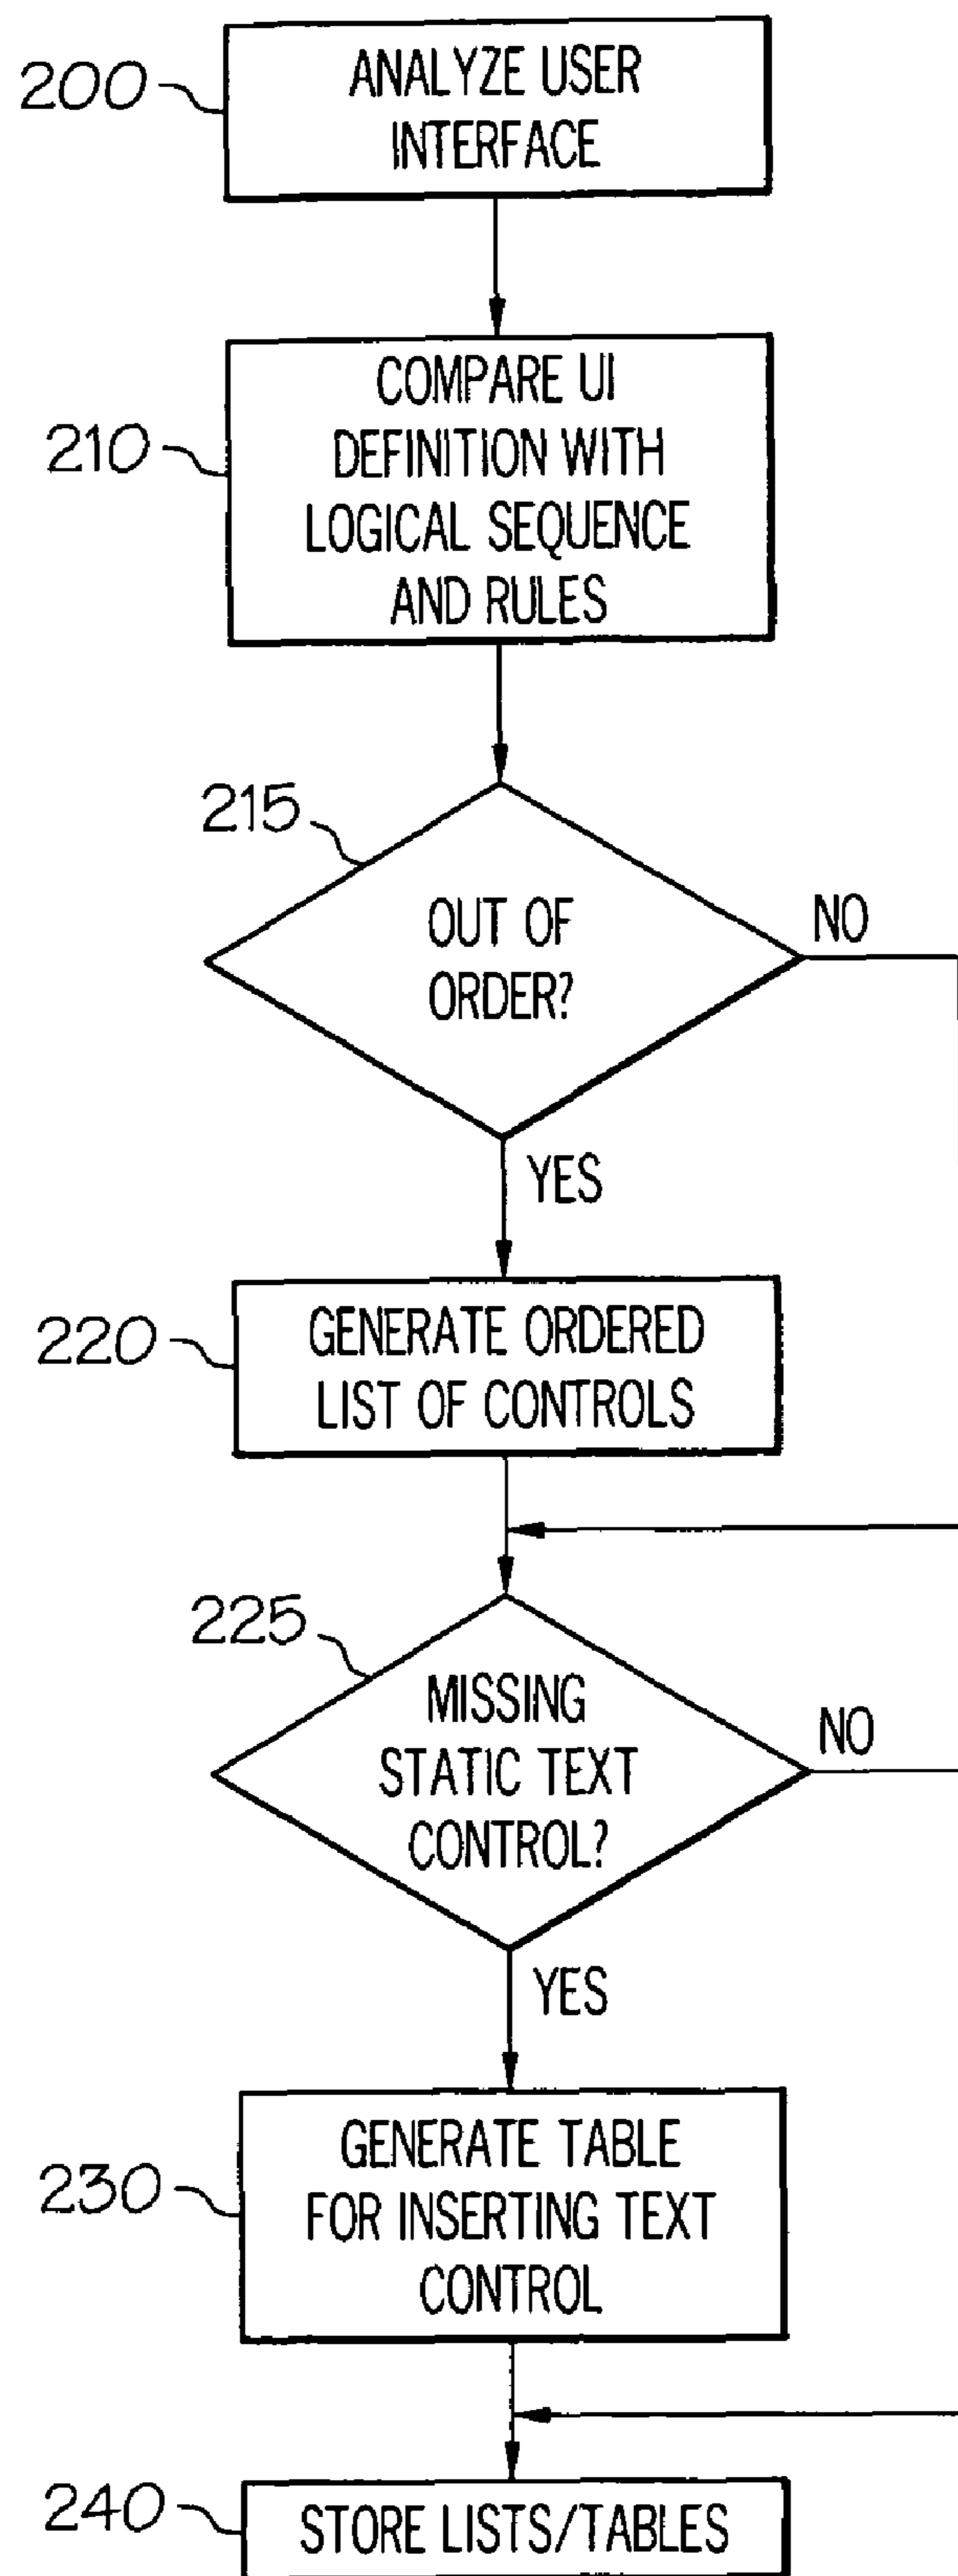 200
ANALYZE USER
INTERFACE
210
COMPARE UI
DEFINITION WITH
LOGICAL SEQUENCE
AND RULES
215
OUT OF
ORDER?
NO
YES
220
GENERATE ORDERED
LIST OF CONTROLS
225
MISSING
STATIC TEXT
CONTROL?
NO
YES
230
GENERATE TABLE
FOR INSERTING TEXT
CONTROL
240
STORE LISTS/TABLES